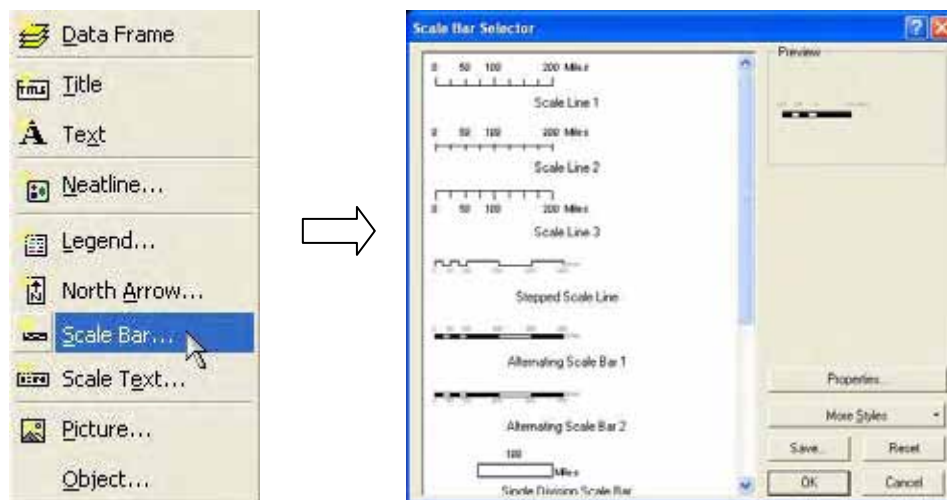 Data Frame
Title
Text
Neatline...
Legend...
North Arrow...
Scale Bar...
Scale Text...
Picture...
Object...
Scale Bar Selector
0 50 100 200 Miles
Scale Line 1
0 50 100 200 Miles
Scale Line 2
0 50 100 200 Miles
Scale Line 3
Stepped Scale Line
Alternating Scale Bar 1
Alternating Scale Bar 2
100
Miles
Single Division Scale Bar
Preview
Properties...
More Styles
Save...
Reset
OK
Cancel